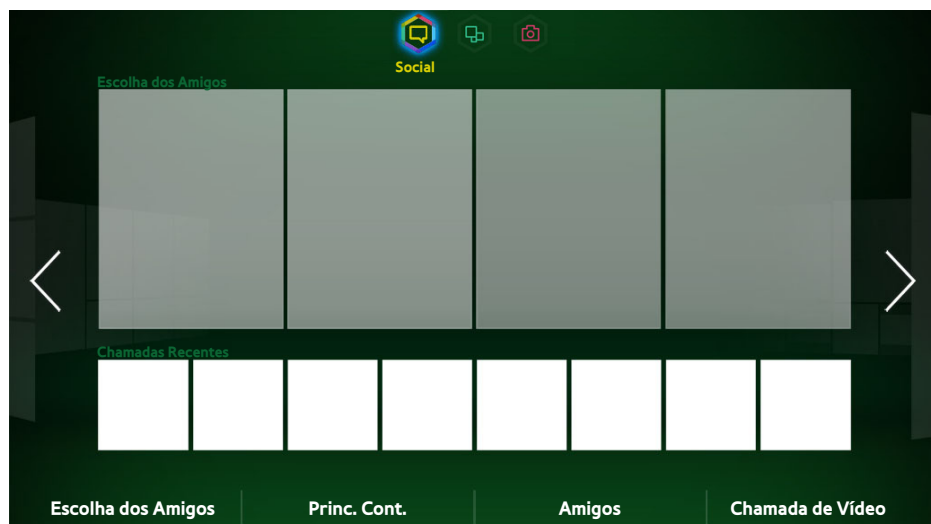 Social
Escolha dos Amigos
Chamadas Recentes
Escolha dos Amigos
Princ. Cont.
Amigos
Chamada de Vídeo